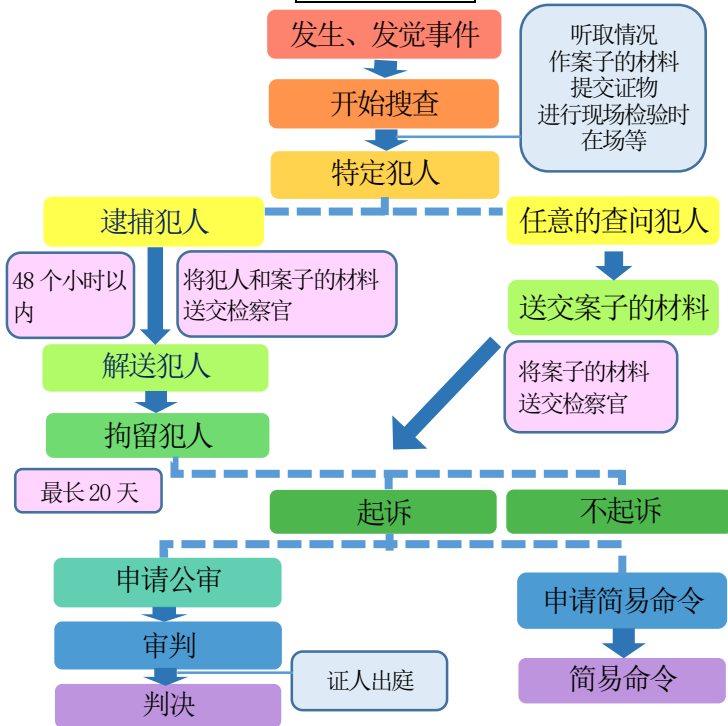 发生、发觉事件
听取情况
作案子的材料
提交证物
进行现场检验时
在场等
开始搜查
特定犯人
逮捕犯人
任意的查问犯人
48 个小时以
内
将犯人和案子的材料
送交检察官
送交案子的材料
解送犯人
将案子的材料
送交检察官
拘留犯人
最长 20 天
起诉
不起诉
申请公审
申请简易命令
审判
证人出庭
简易命令
判决